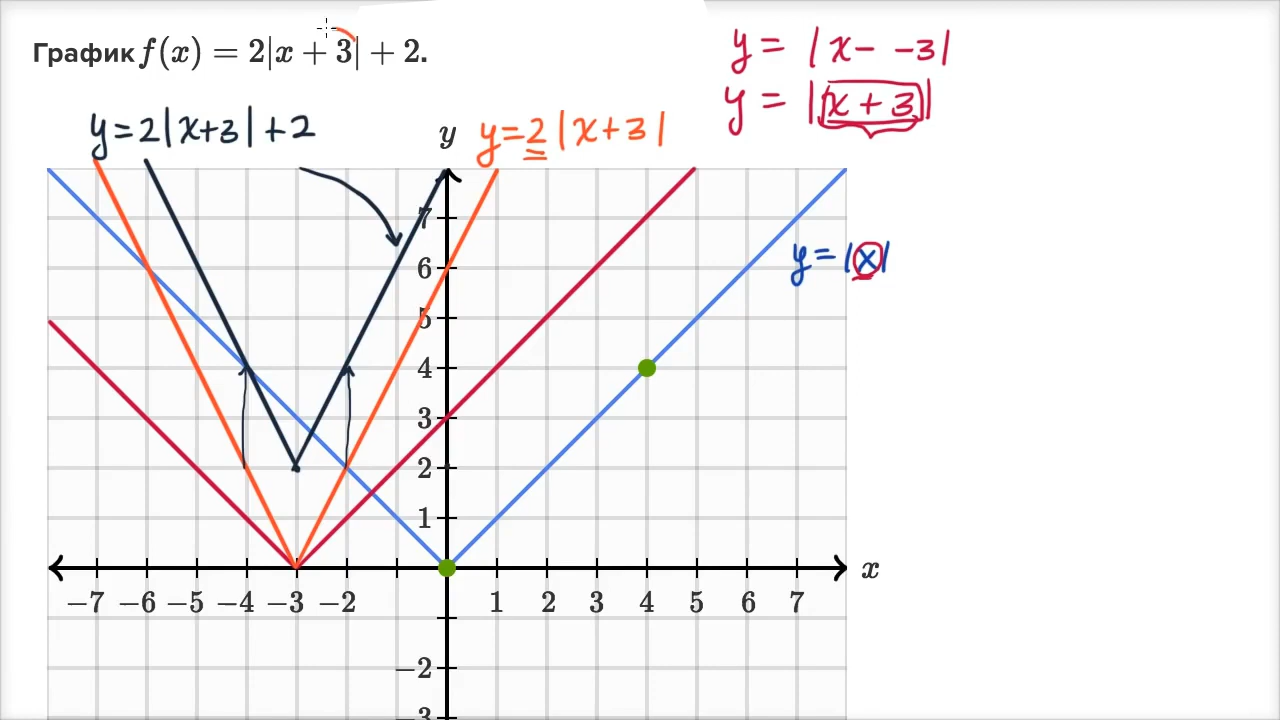 График f(x) = 2|x + 3| + 2.
y = |x - -3|
y = |x + 3|
y=2|x+3|+2
y
y=2|x+3|
7
6
5
4
3
2
1
y=|x|
x
−7 −6 −5 −4 −3 −2 1 2 3 4 5 6 7
−2
−3